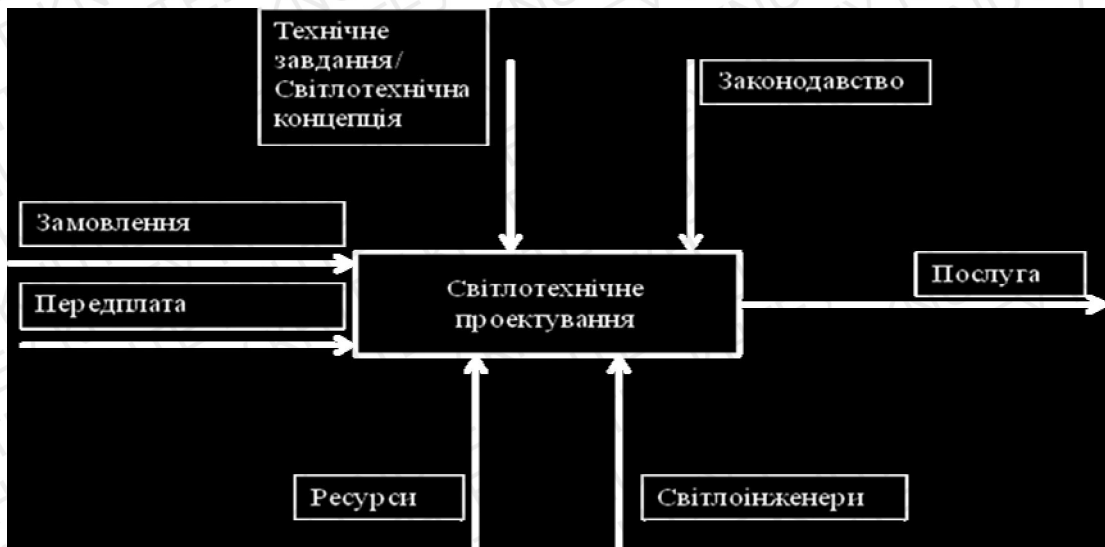 Технічне
завдання/
Світлотехнічна
концепція
Законодавство
Замовлення
Передплата
Світлотехнічне
проектування
Послуга
Ресурси
Світлоінженери